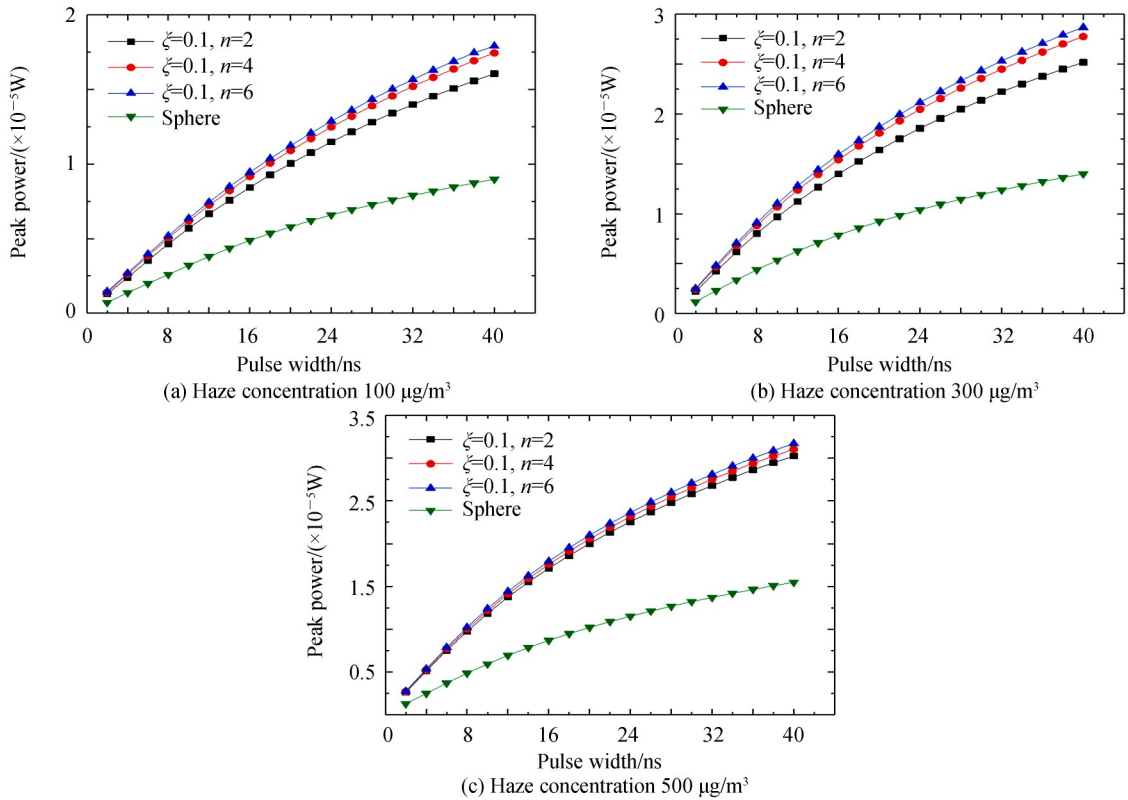 2
ξ=0.1, n=2
ξ=0.1, n=4
ξ=0.1, n=6
Sphere
1
0
Peak power/(×10⁻⁵W)
0 8 16 24 32 40
Pulse width/ns
(a) Haze concentration 100 μg/m³
3
ξ=0.1, n=2
ξ=0.1, n=4
ξ=0.1, n=6
Sphere
2
1
0
Peak power/(×10⁻⁵W)
0 8 16 24 32 40
Pulse width/ns
(b) Haze concentration 300 μg/m³
3.5
ξ=0.1, n=2
ξ=0.1, n=4
ξ=0.1, n=6
Sphere
2.5
1.5
0.5
Peak power/(×10⁻⁵W)
0 8 16 24 32 40
Pulse width/ns
(c) Haze concentration 500 μg/m³